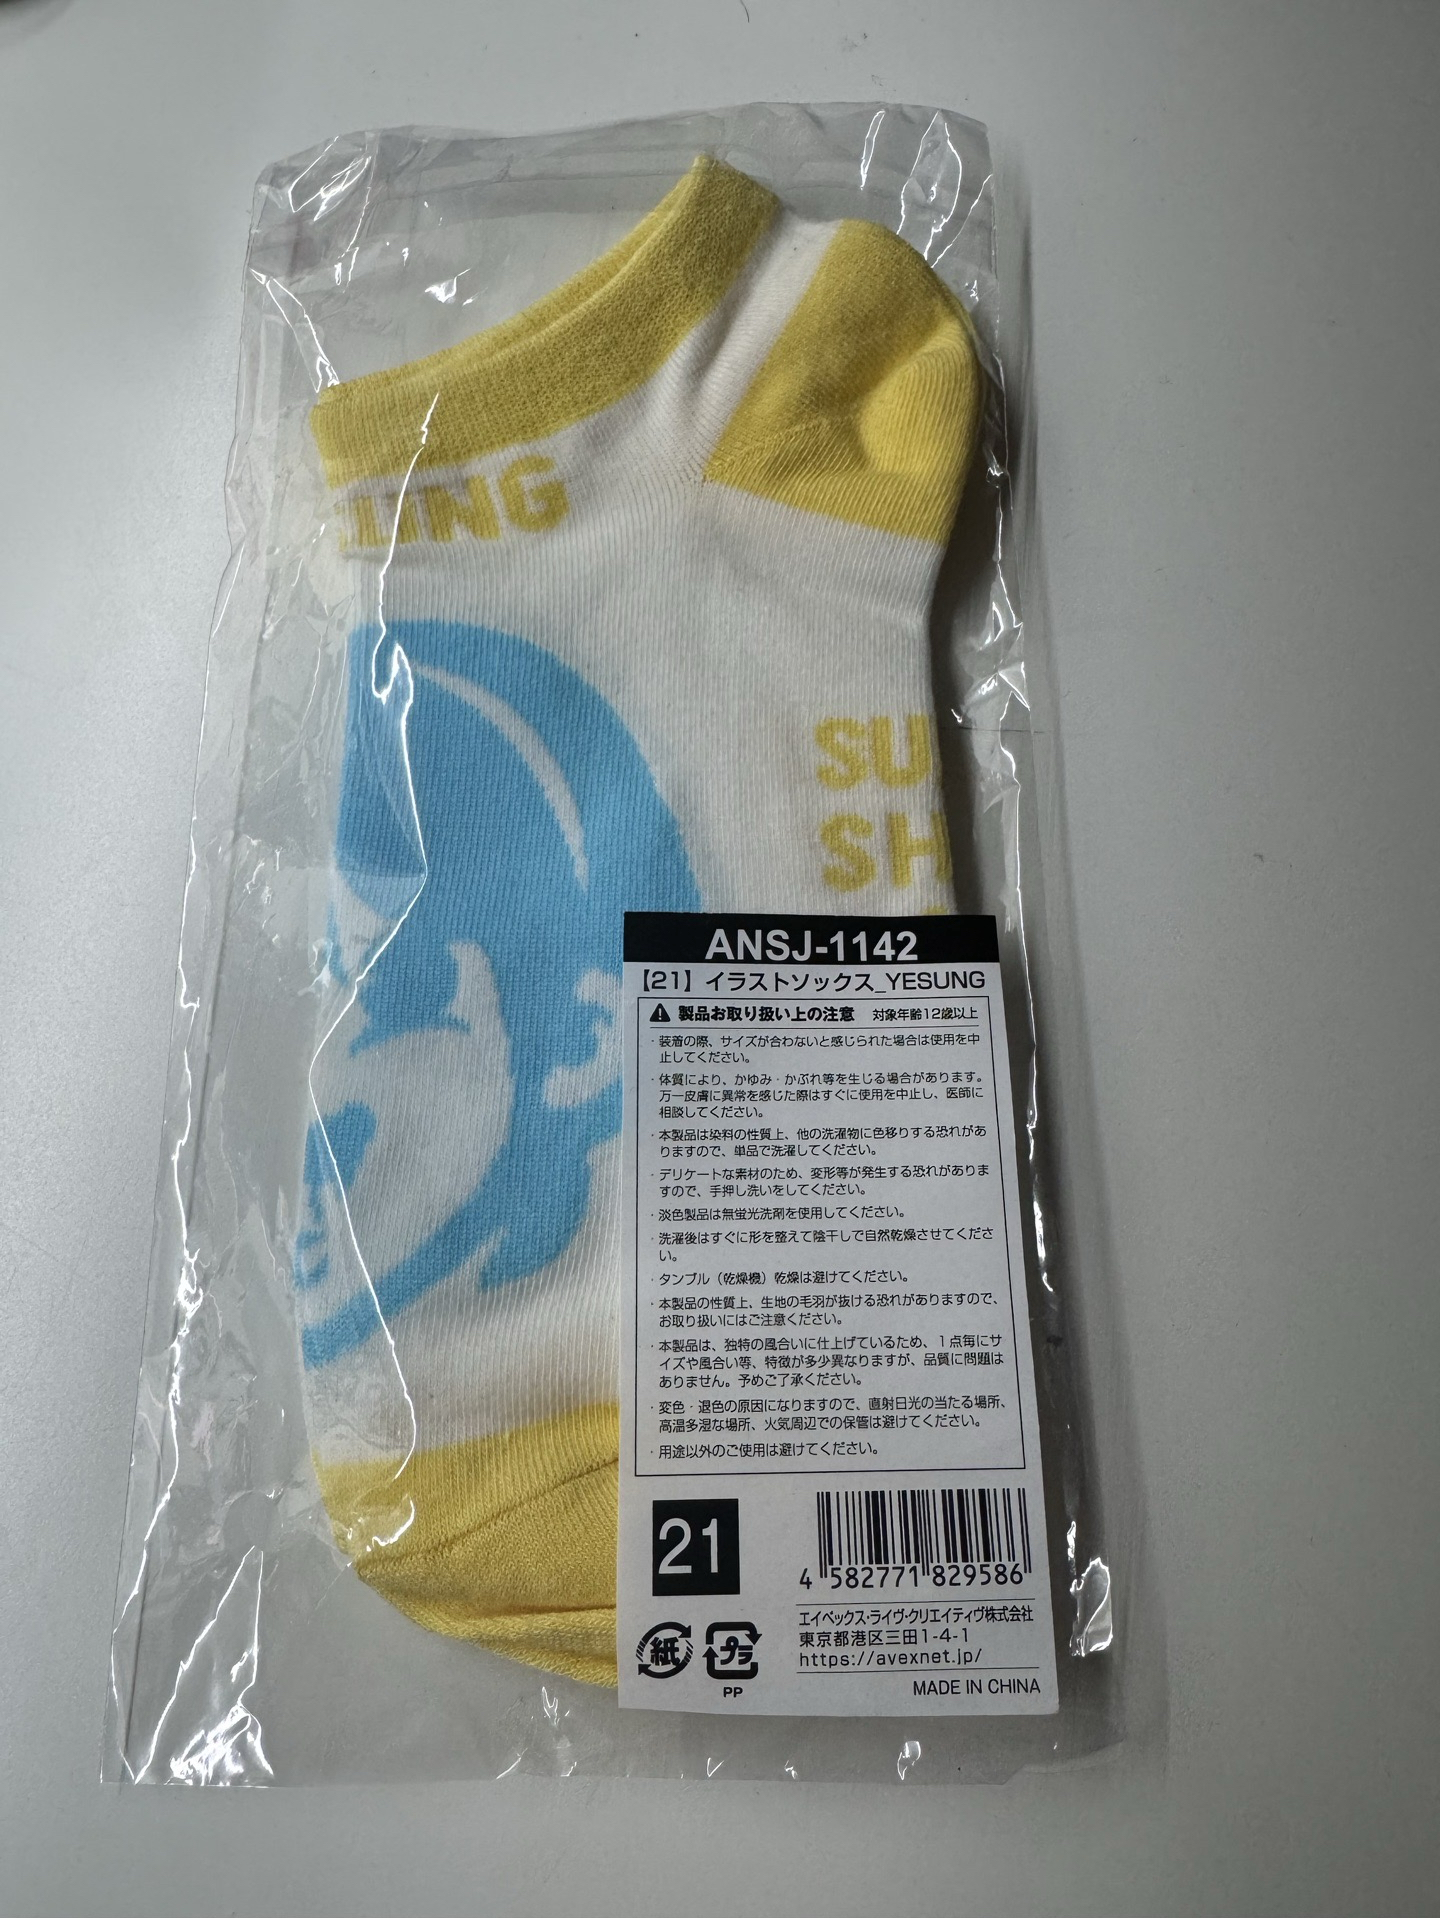 LING
SU
SH
ANSJ-1142
【21】イラストソックス_YESUNG
製品お取り扱い上の注意 対象年齢12歳以上
・装着の際、サイズが合わないと感じられた場合は使用を中
止してください。
・体質により、かゆみ・かぶれ等を生じる場合があります。
万一皮膚に異常を感じた際はすぐに使用を中止し、医師に
相談してください。
・本製品は染料の性質上、他の洗濯物に色移りする恐れがあ
りますので、単品で洗濯してください。
・デリケートな素材のため、変形等が発生する恐れがありま
すので、手押し洗いをしてください。
・淡色製品は無蛍光洗剤を使用してください。
・洗濯後はすぐに形を整えて陰干しで自然乾燥させてくださ
い。
・タンブル（乾燥機）乾燥は避けてください。
・本製品の性質上、生地の毛羽が抜ける恐れがありますので、
お取り扱いにはご注意ください。
・本製品は、独特の風合いに仕上げているため、１点毎にサ
イズや風合い等、特徴が多少異なりますが、品質に問題は
ありません。予めご了承ください。
・変色・退色の原因になりますので、直射日光の当たる場所、
高温多湿な場所、火気周辺での保管は避けてください。
・用途以外のご使用は避けてください。
21
4 582771 829586
紙
プラ
PP
エイベックス・ライヴ・クリエイティヴ株式会社
東京都港区三田1-4-1
https://avexnet.jp/
MADE IN CHINA